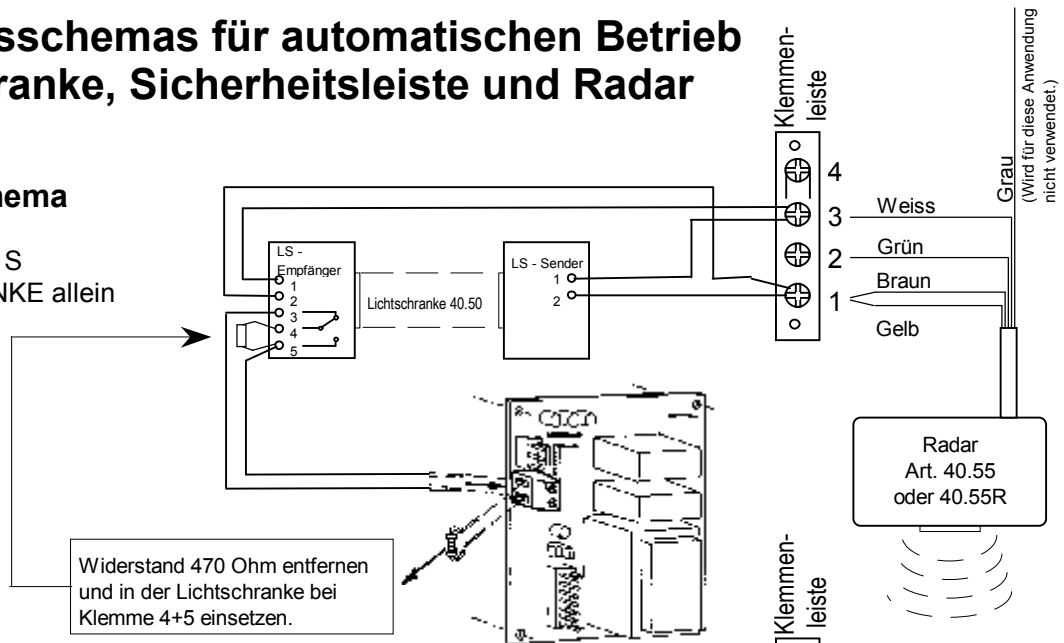 sschemas für automatischen Betrieb
ranke, Sicherheitsleiste und Radar
nema
S
NKE allein
LS -
Empfänger
1
2
3
4
5
Lichtschranke 40.50
LS - Sender
1
2
Klemmen-
leiste
4
3
2
1
Weiss
Grün
Braun
Gelb
Grau
(Wird für diese Anwendung
nicht verwendet.)
Radar
Art. 40.55
oder 40.55R
Widerstand 470 Ohm entfernen
und in der Lichtschranke bei
Klemme 4+5 einsetzen.
Klemmen-
leiste